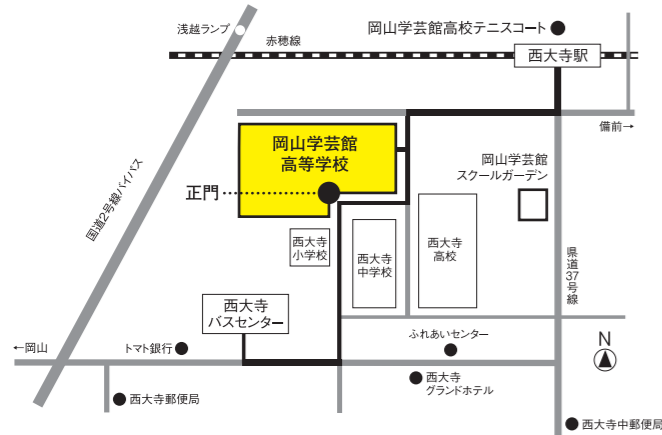 浅越ランプ
赤穂線
岡山学芸館高校テニスコート
西大寺駅
備前→
岡山学芸館
高等学校
正門
岡山学芸館
スクールガーデン
国道2号線バイパス
西大寺
小学校
西大寺
中学校
西大寺
高校
県道37号線
西大寺
バスセンター
←岡山
トマト銀行
ふれあいセンター
N
西大寺
グランドホテル
西大寺郵便局
西大寺中郵便局